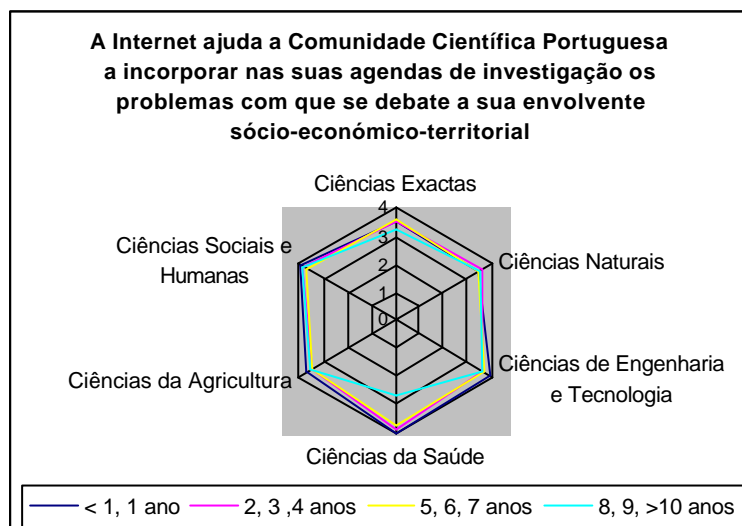 A Internet ajuda a Comunidade Científica Portuguesa
a incorporar nas suas agendas de investigação os
problemas com que se debate a sua envolvente
sócio-económico-territorial
Ciências Exactas
4
3
2
1
0
Ciências Sociais e
Humanas
Ciências Naturais
Ciências da Agricultura
Ciências de Engenharia
e Tecnologia
Ciências da Saúde
< 1, 1 ano
2, 3 ,4 anos
5, 6, 7 anos
8, 9, >10 anos